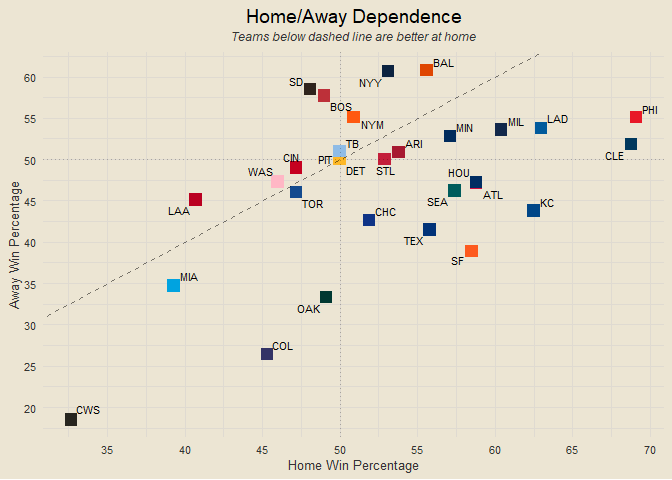 Home/Away Dependence
Teams below dashed line are better at home
Away Win Percentage
60
55
50
45
40
35
30
25
20
BAL
NYY
SD
BOS
NYM
PHI
LAD
MIL
MIN
TB
ARI
CLE
CIN
PIT
DET
STL
WAS
HOU
ATL
SEA
TOR
LAA
KC
CHC
TEX
SF
MIA
OAK
COL
CWS
35
40
45
50
55
60
65
70
Home Win Percentage